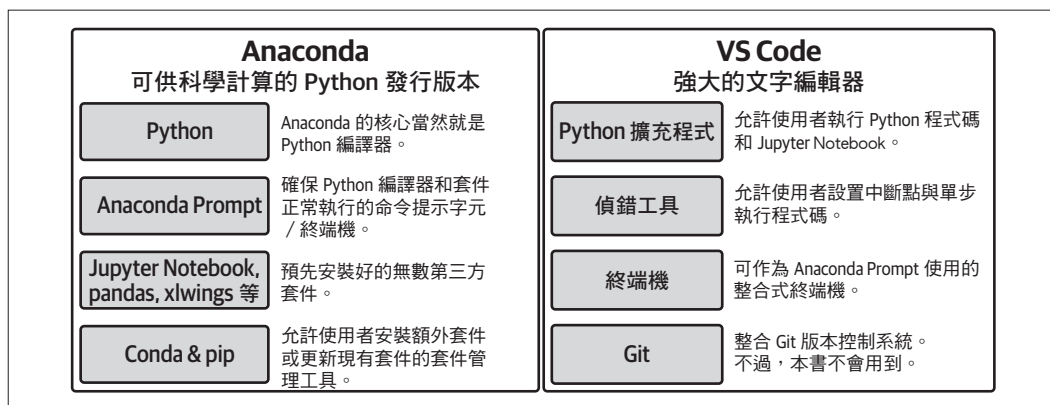 Anaconda
可供科學計算的 Python 發行版本
Python
Anaconda 的核心當然就是
Python 編譯器。
Anaconda Prompt
確保 Python 編譯器和套件
正常執行的命令提示字元
／終端機。
Jupyter Notebook,
pandas, xlwings 等
預先安裝好的無數第三方
套件。
Conda & pip
允許使用者安裝額外套件
或更新現有套件的套件管
理工具。
VS Code
強大的文字編輯器
Python 擴充程式
允許使用者執行 Python 程式碼
和 Jupyter Notebook。
偵錯工具
允許使用者設置中斷點與單步
執行程式碼。
終端機
可作為 Anaconda Prompt 使用的
整合式終端機。
Git
整合 Git 版本控制系統。
不過，本書不會用到。